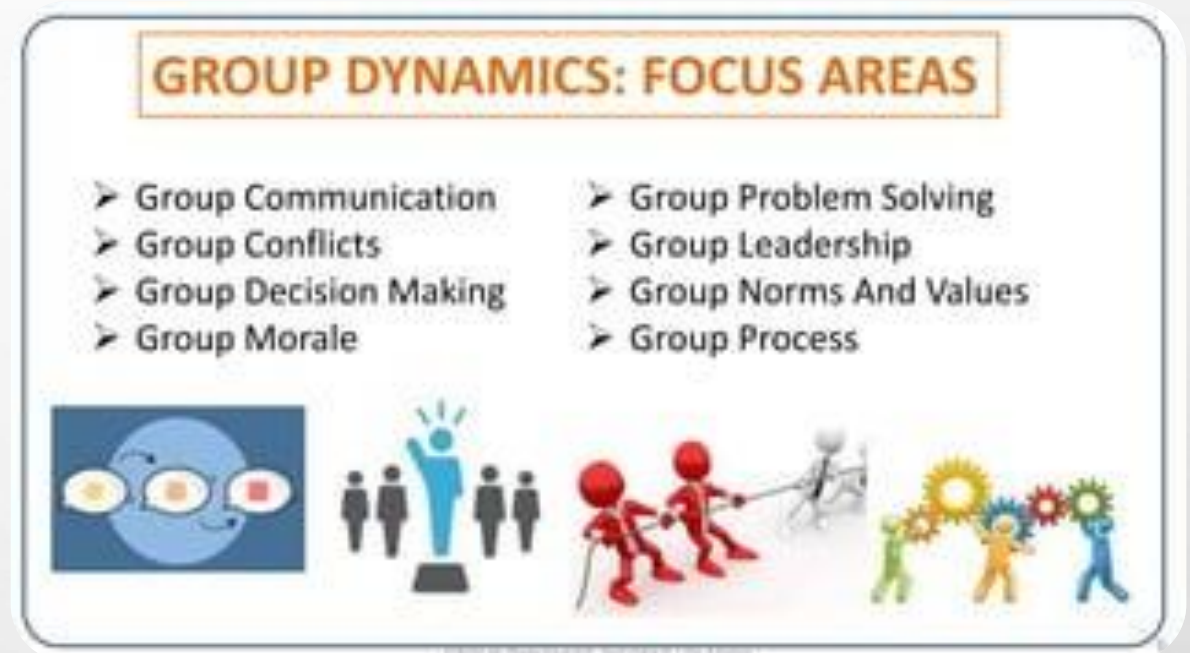 GROUP DYNAMICS: FOCUS AREAS
➢ Group Communication
➢ Group Conflicts
➢ Group Decision Making
➢ Group Morale
➢ Group Problem Solving
➢ Group Leadership
➢ Group Norms And Values
➢ Group Process